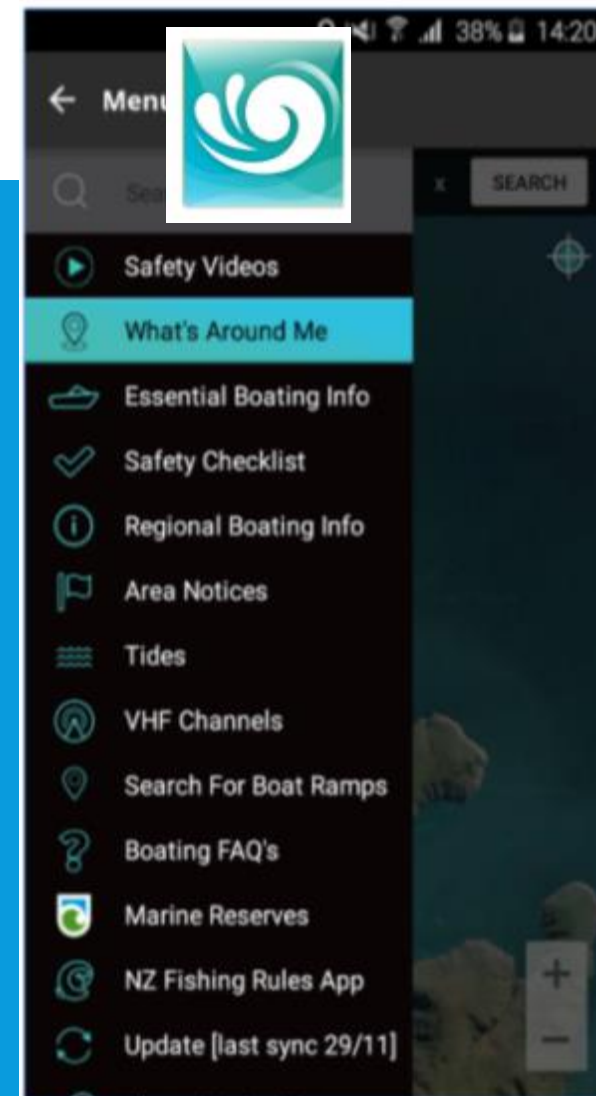 38% 14:20
Menu
x SEARCH
Safety Videos
What's Around Me
Essential Boating Info
Safety Checklist
Regional Boating Info
Area Notices
Tides
VHF Channels
Search For Boat Ramps
Boating FAQ's
Marine Reserves
NZ Fishing Rules App
Update [last sync 29/11]